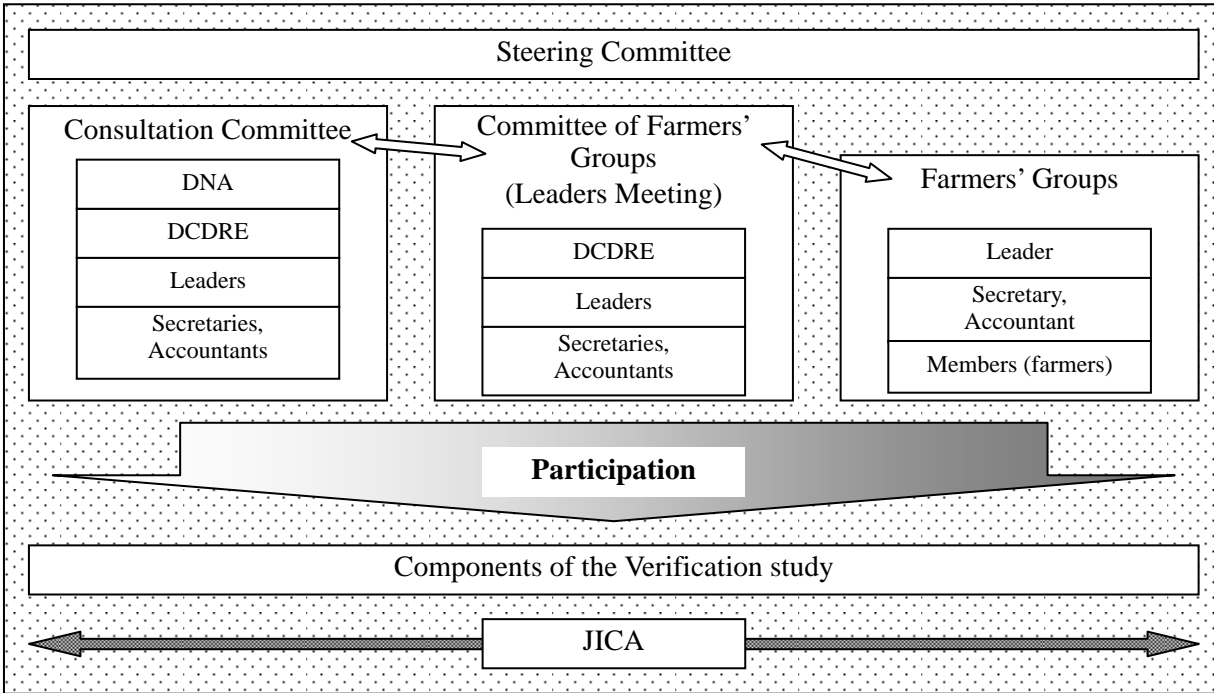 Steering Committee
Consultation Committee
DNA
DCDRE
Leaders
Secretaries,
Accountants
Committee of Farmers’
Groups
(Leaders Meeting)
DCDRE
Leaders
Secretaries,
Accountants
Farmers’ Groups
Leader
Secretary,
Accountant
Members (farmers)
Participation
Components of the Verification study
JICA